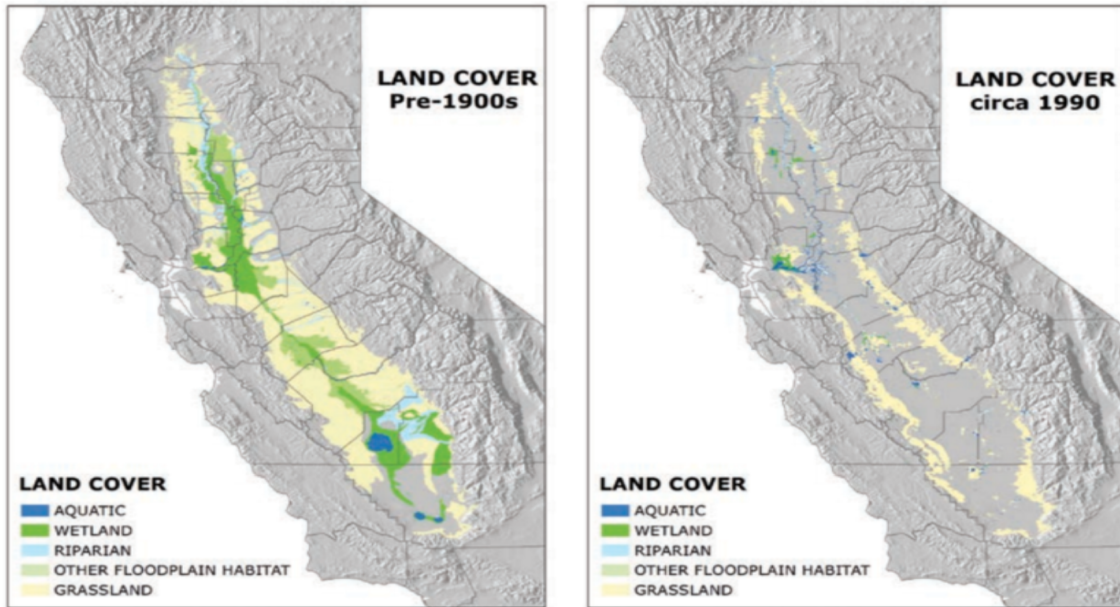 LAND COVER
Pre-1900s
LAND COVER
AQUATIC
WETLAND
RIPARIAN
OTHER FLOODPLAIN HABITAT
GRASSLAND
LAND COVER
circa 1990
LAND COVER
AQUATIC
WETLAND
RIPARIAN
OTHER FLOODPLAIN HABITAT
GRASSLAND